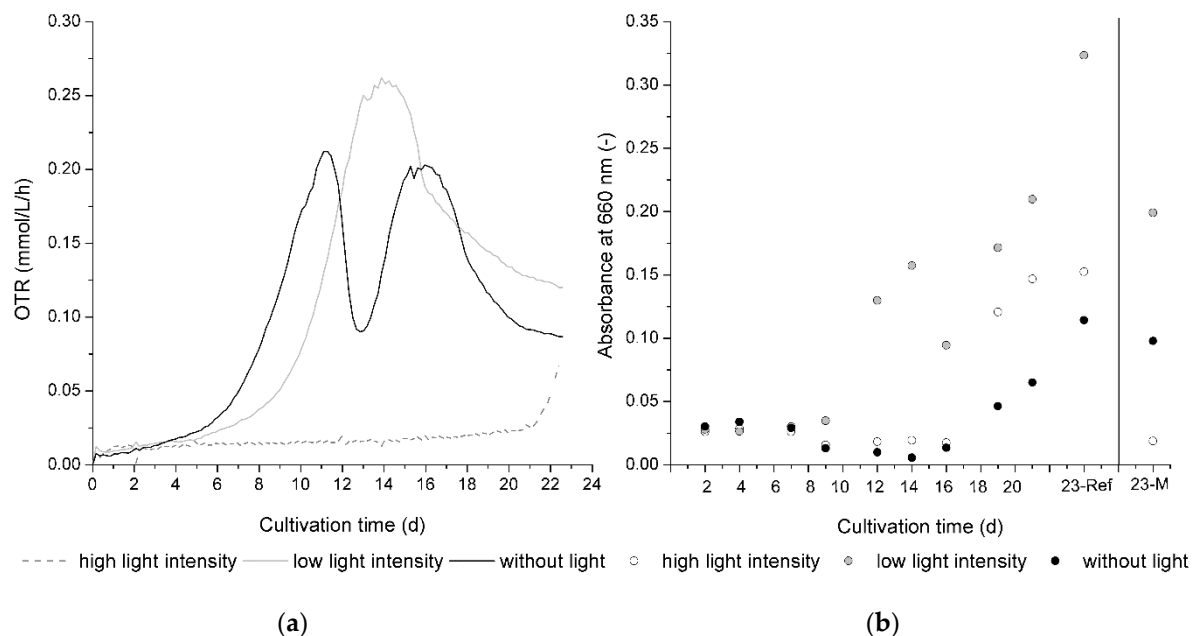 0.30
0.25
0.20
0.15
0.10
0.05
0.00
OTR (mmol/L/h)
0 2 4 6 8 10 12 14 16 18 20 22 24
Cultivation time (d)
high light intensity low light intensity without light
(a)
0.35
0.30
0.25
0.20
0.15
0.10
0.05
0.00
Absorbance at 660 nm (-)
2 4 6 8 10 12 14 16 18 20 23-Ref 23-M
Cultivation time (d)
high light intensity low light intensity without light
(b)